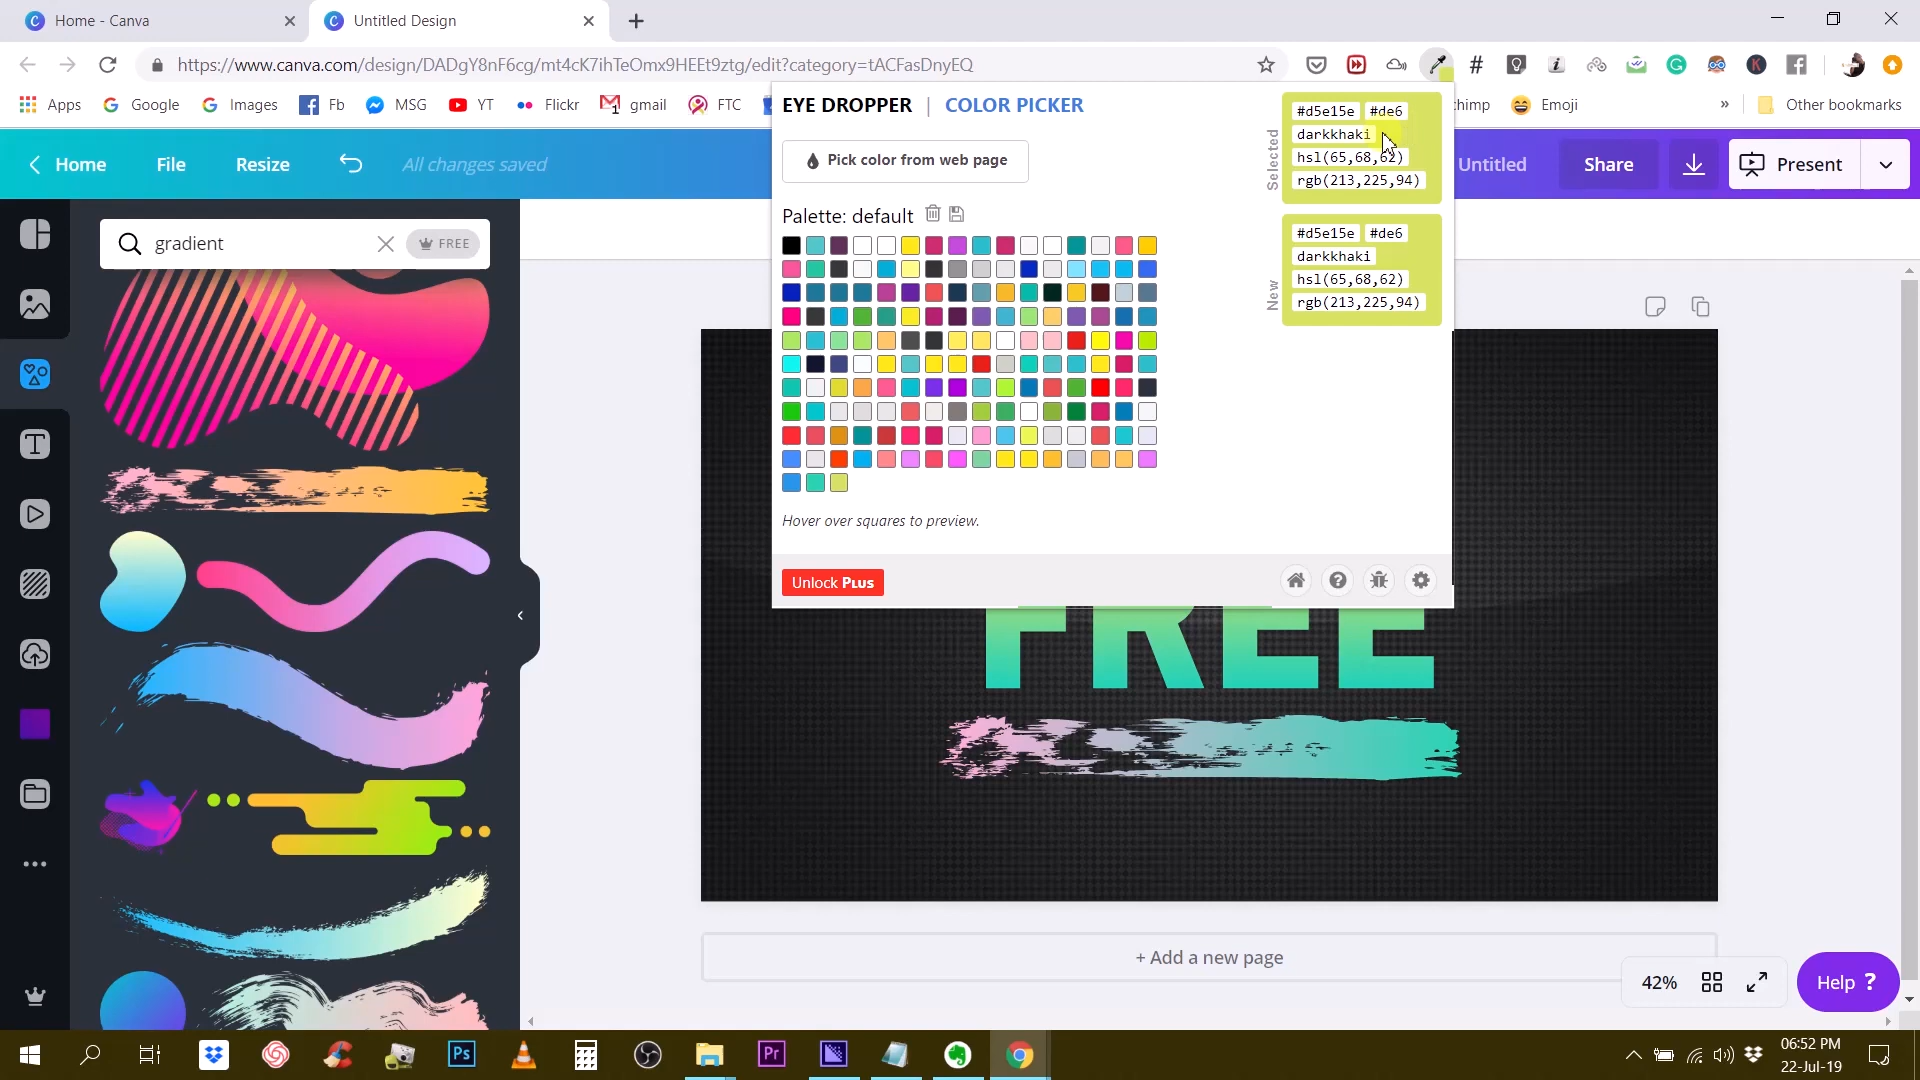 Home - Canva
Untitled Design
https://www.canva.com/design/DADgY8nF6cg/mt4cK7ihTeOmx9HEEt9ztg/edit?category=tACFasDnyEQ
Apps Google Images Fb MSG YT Flickr gmail FTC himp Emoji » Other bookmarks
Home File Resize All changes saved Untitled Share Present
gradient FREE
EYE DROPPER | COLOR PICKER
Pick color from web page
Palette: default
Selected
#d5e15e #de6
darkkhaki
hsl(65,68,62)
rgb(213,225,94)
New
#d5e15e #de6
darkkhaki
hsl(65,68,62)
rgb(213,225,94)
Hover over squares to preview.
Unlock Plus
FREE
+ Add a new page
42%
Help ?
Ps
Pr
06:52 PM
22-Jul-19